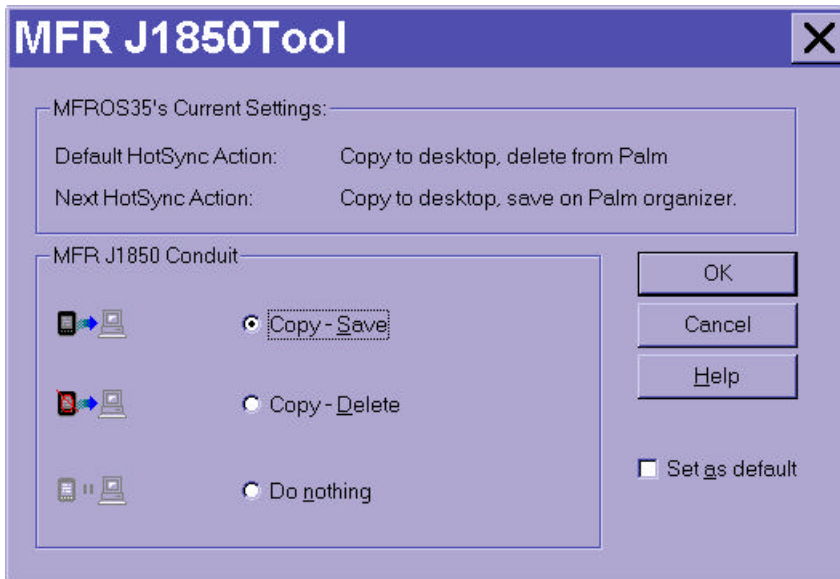 MFR J1850Tool
MFROS35's Current Settings:
Default HotSync Action: Copy to desktop, delete from Palm
Next HotSync Action: Copy to desktop, save on Palm organizer.
MFR J1850 Conduit
Copy - Save
Copy - Delete
Do nothing
OK
Cancel
Help
Set as default